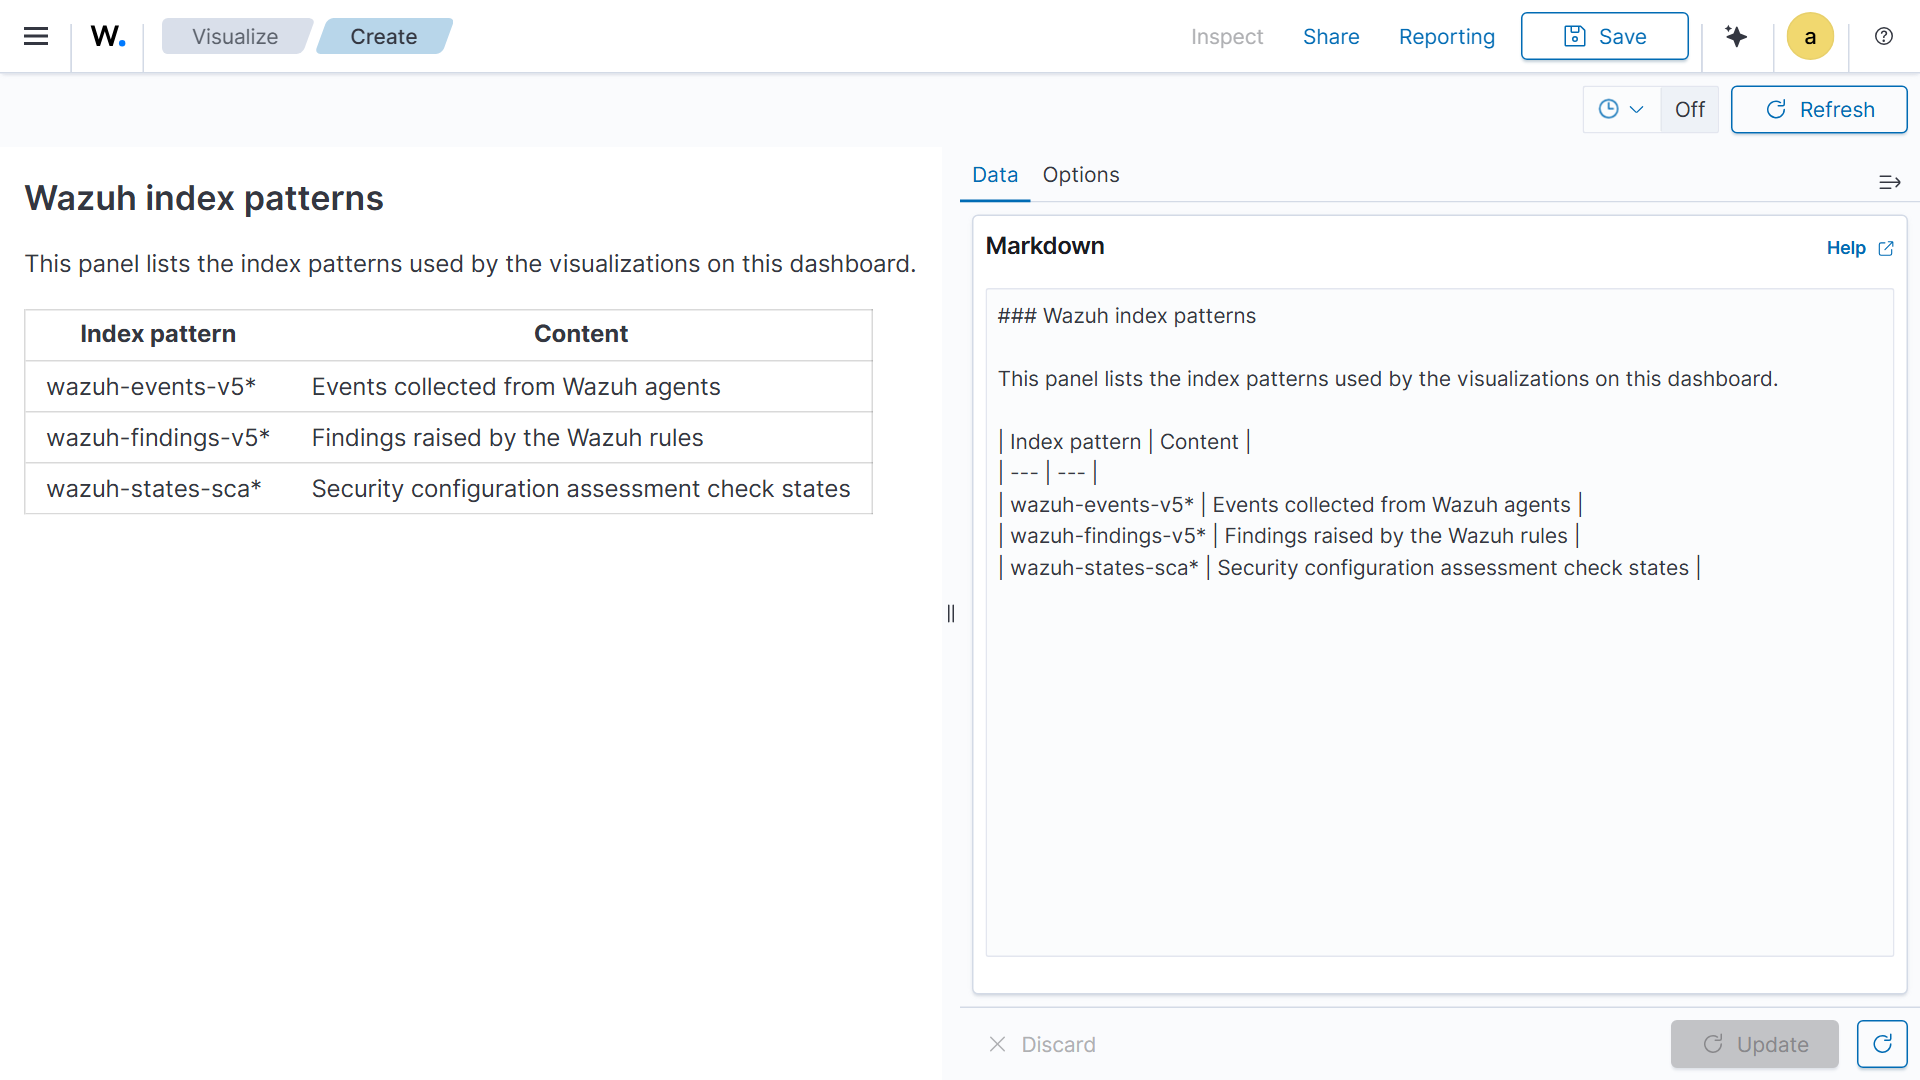 W.
Visualize
Create
Inspect
Share
Reporting
Save
a
Off
Refresh
Wazuh index patterns
This panel lists the index patterns used by the visualizations on this dashboard.
Index pattern Content
wazuh-events-v5* Events collected from Wazuh agents
wazuh-findings-v5* Findings raised by the Wazuh rules
wazuh-states-sca* Security configuration assessment check states
Data
Options
Markdown
Help
### Wazuh index patterns
This panel lists the index patterns used by the visualizations on this dashboard.
| Index pattern | Content |
| --- | --- |
| wazuh-events-v5* | Events collected from Wazuh agents |
| wazuh-findings-v5* | Findings raised by the Wazuh rules |
| wazuh-states-sca* | Security configuration assessment check states |
Discard
Update